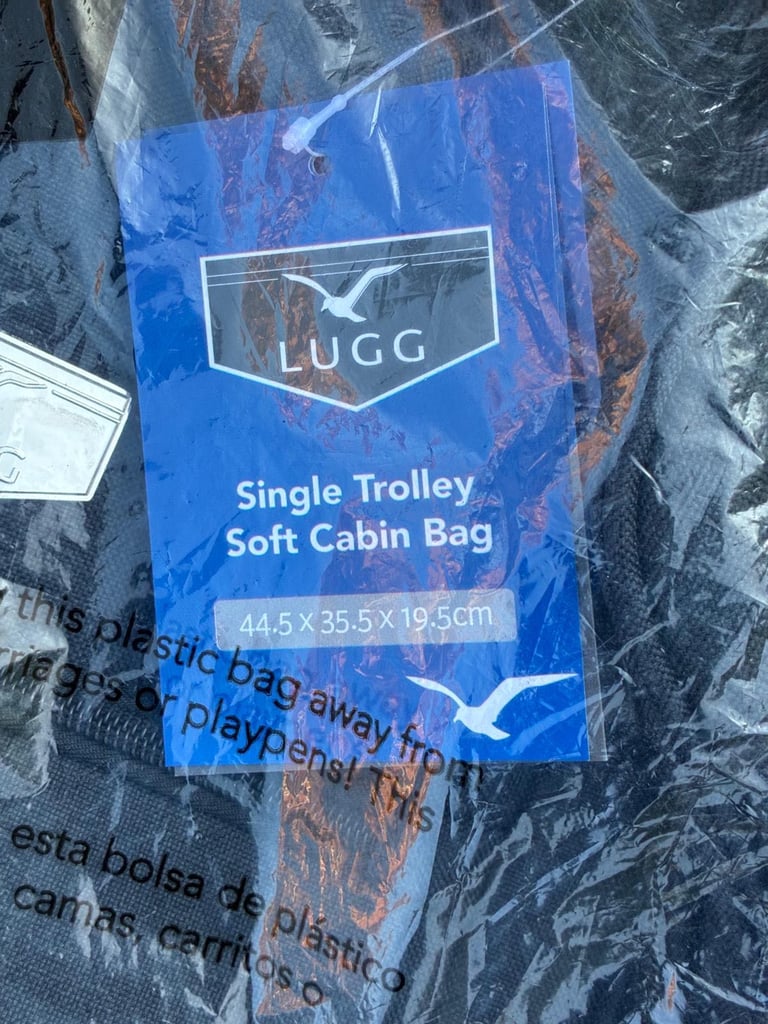 LUGG
Single Trolley
Soft Cabin Bag
44.5 x 35.5 x 19.5cm
this plastic bag away from
or playpens! This
esta bolsa de plástico
camas, carritos o